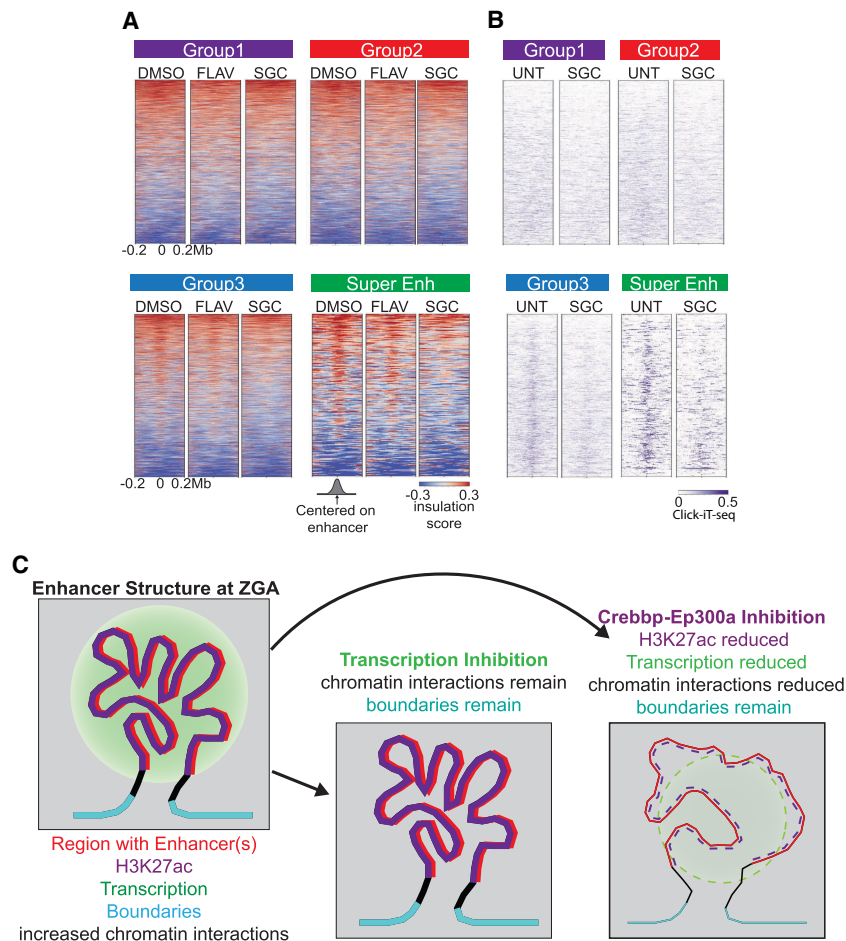 A
B
Group1
Group2
Group1
Group2
DMSO FLAV SGC
DMSO FLAV SGC
UNT SGC
UNT SGC
-0.2 0 0.2Mb
Group3
Super Enh
Group3
Super Enh
DMSO FLAV SGC
DMSO FLAV SGC
UNT SGC
UNT SGC
-0.2 0 0.2Mb
Centered on
enhancer
-0.3 0.3
insulation
score
0 0.5
Click-iT-seq
C
Enhancer Structure at ZGA
Region with Enhancer(s)
H3K27ac
Transcription
Boundaries
increased chromatin interactions
Transcription Inhibition
chromatin interactions remain
boundaries remain
Crebbp-Ep300a Inhibition
H3K27ac reduced
Transcription reduced
chromatin interactions reduced
boundaries remain